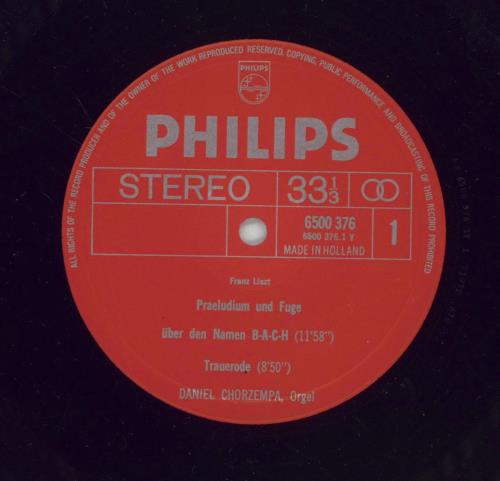 ALL RIGHTS OF THE RECORD PRODUCER AND OF THE OWNER OF THE WORK REPRODUCED RESERVED. COPYING, PUBLIC PERFORMANCE AND BROADCASTING OF THIS RECORD PROHIBITED
PHILIPS
PHILIPS
STEREO 33 1/3
6500 376
6500 376.1 Y
1
MADE IN HOLLAND
Franz Liszt
Praeludium und Fuge
über den Namen B-A-C-H (11'58")
Trauerode (8'50")
DANIEL CHORZEMPA, Orgel